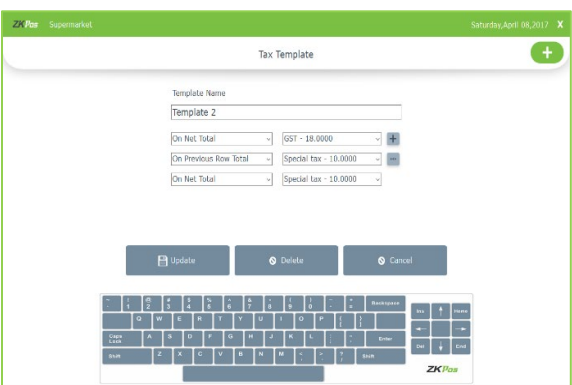 ZKPos Supermarket Saturday,April 08,2017 X
Tax Template +
Template Name
Template 2
On Net Total GST - 18.0000 +
On Previous Row Total Special tax - 10.0000 -
On Net Total Special tax - 10.0000
Update Delete Cancel
Backspace
Q W E R T Y U I O P Ins Home
Caps Lock A S D F G H J K L Enter
Shift Z X C V B N M Shift Del End
ZKPos